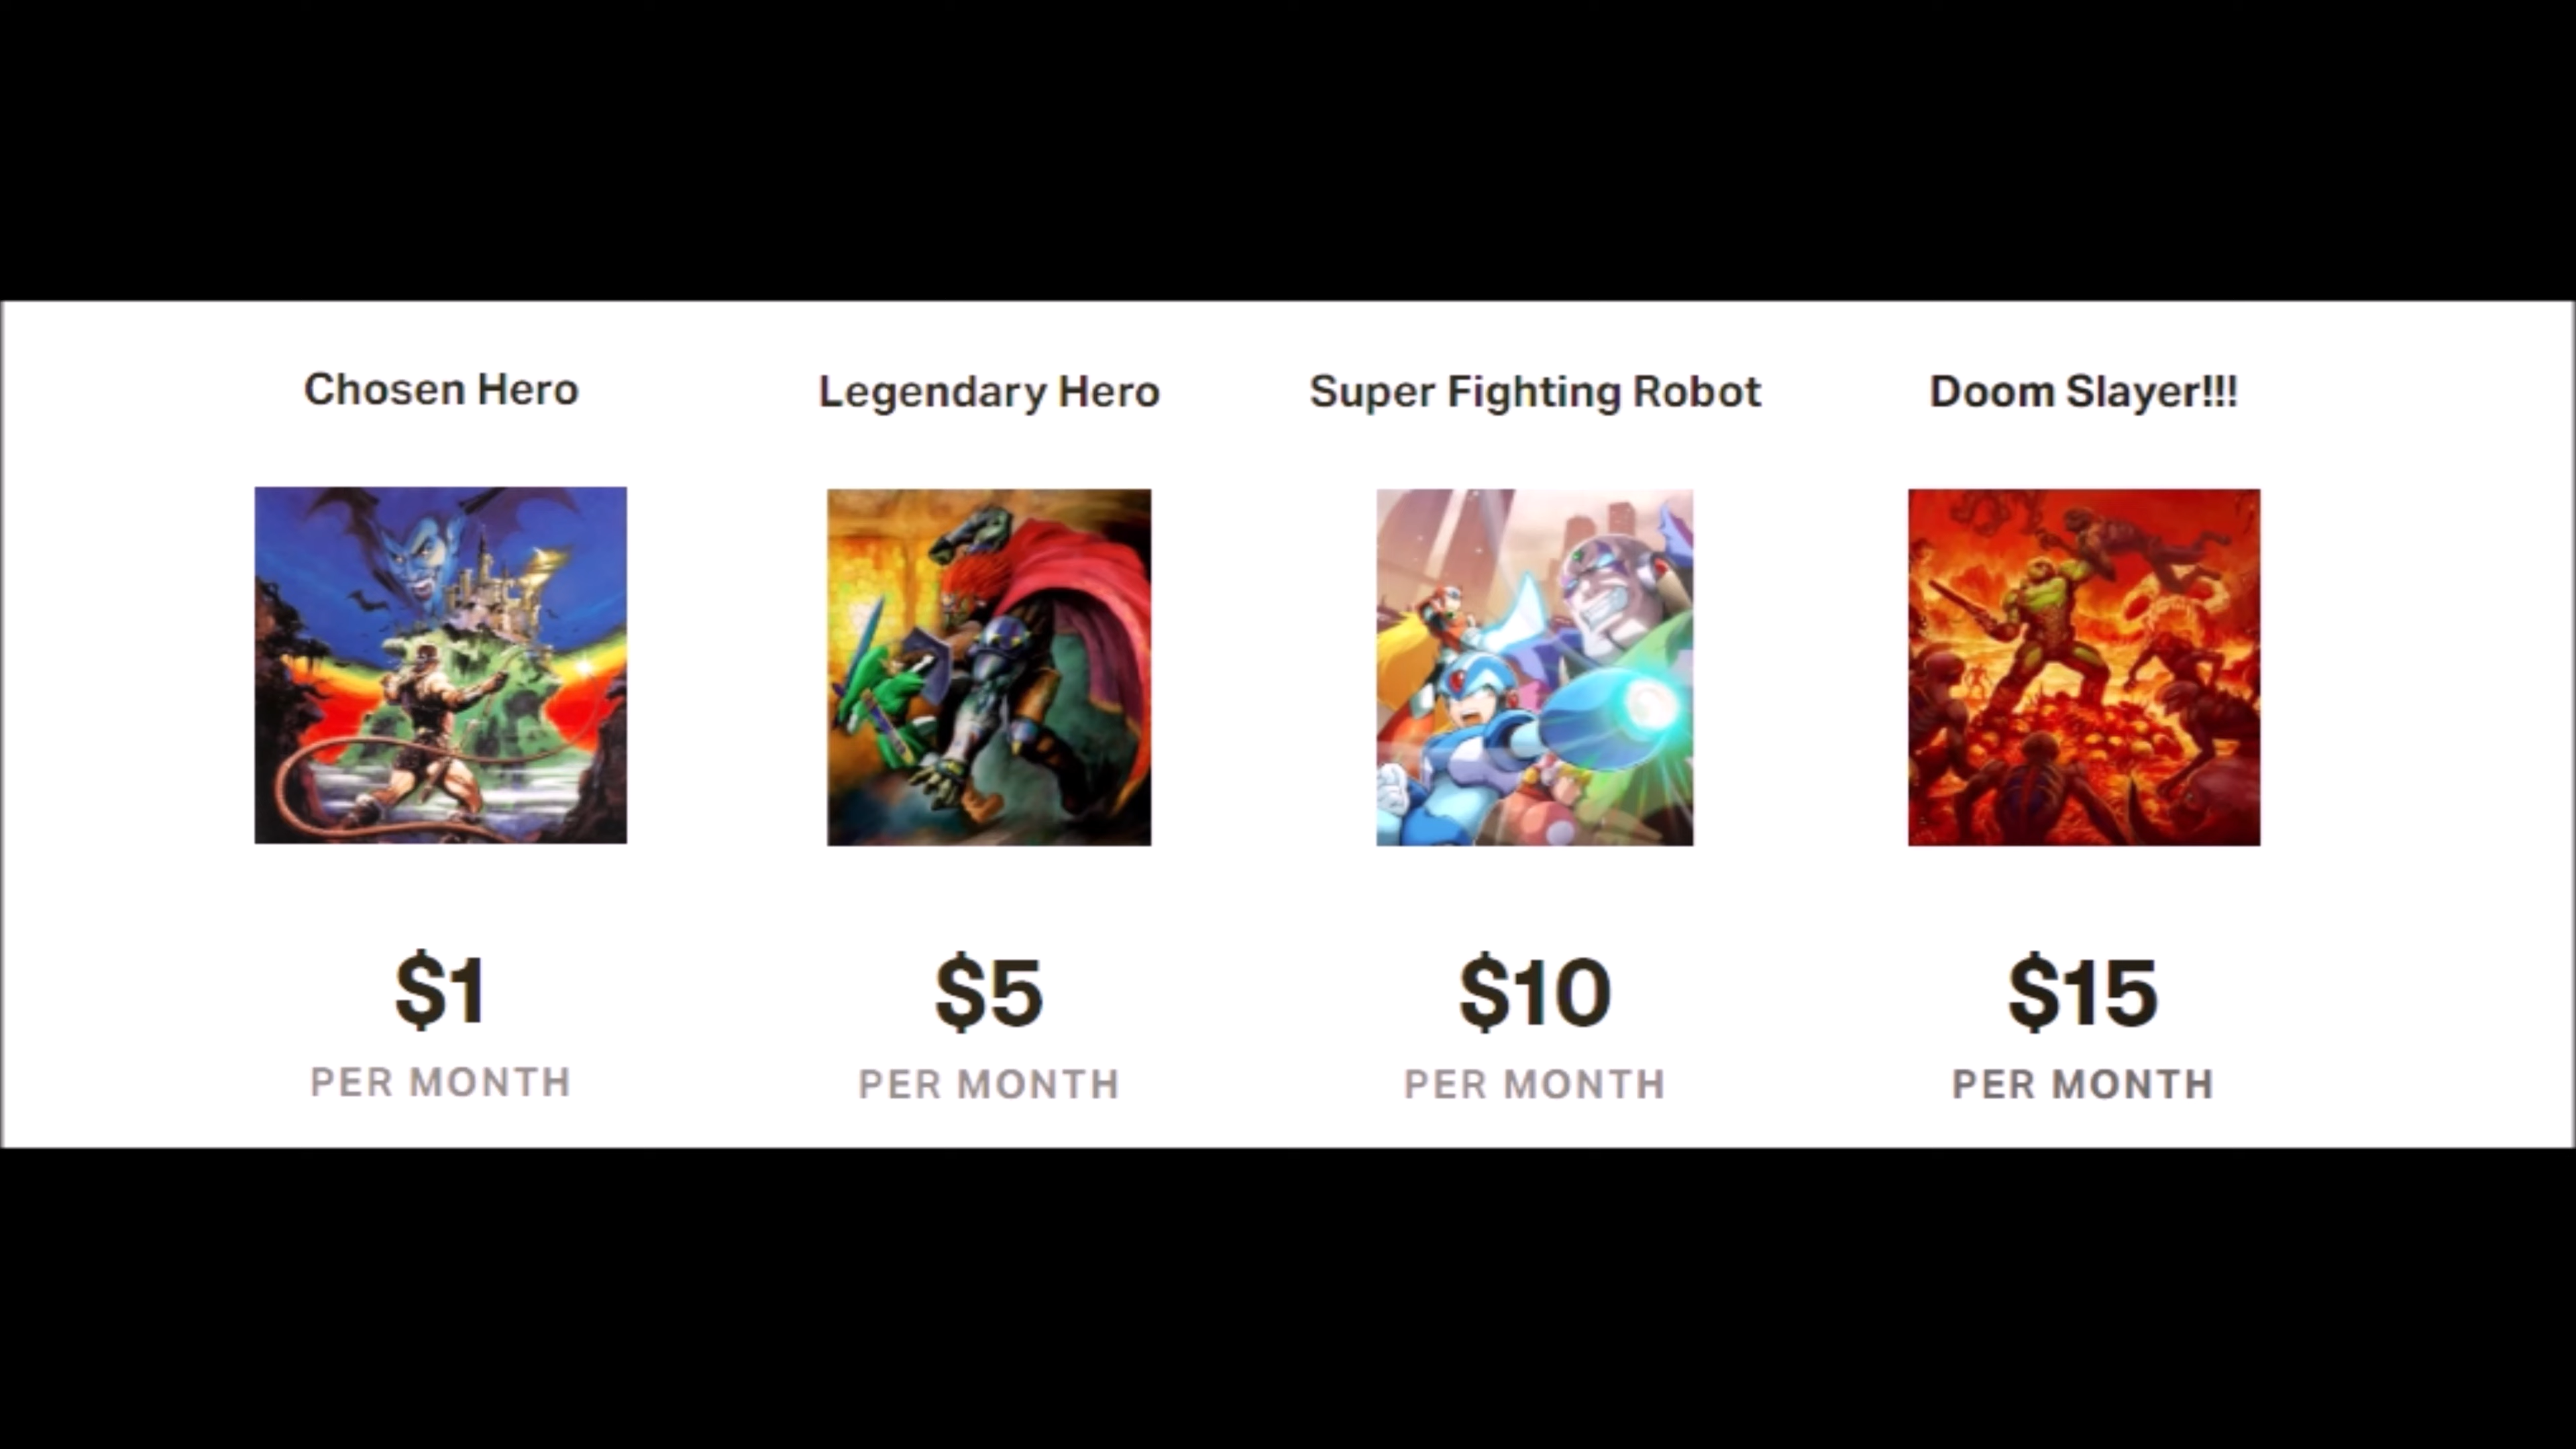 Chosen Hero
Legendary Hero
Super Fighting Robot
Doom Slayer!!!
$1
$5
$10
$15
PER MONTH
PER MONTH
PER MONTH
PER MONTH